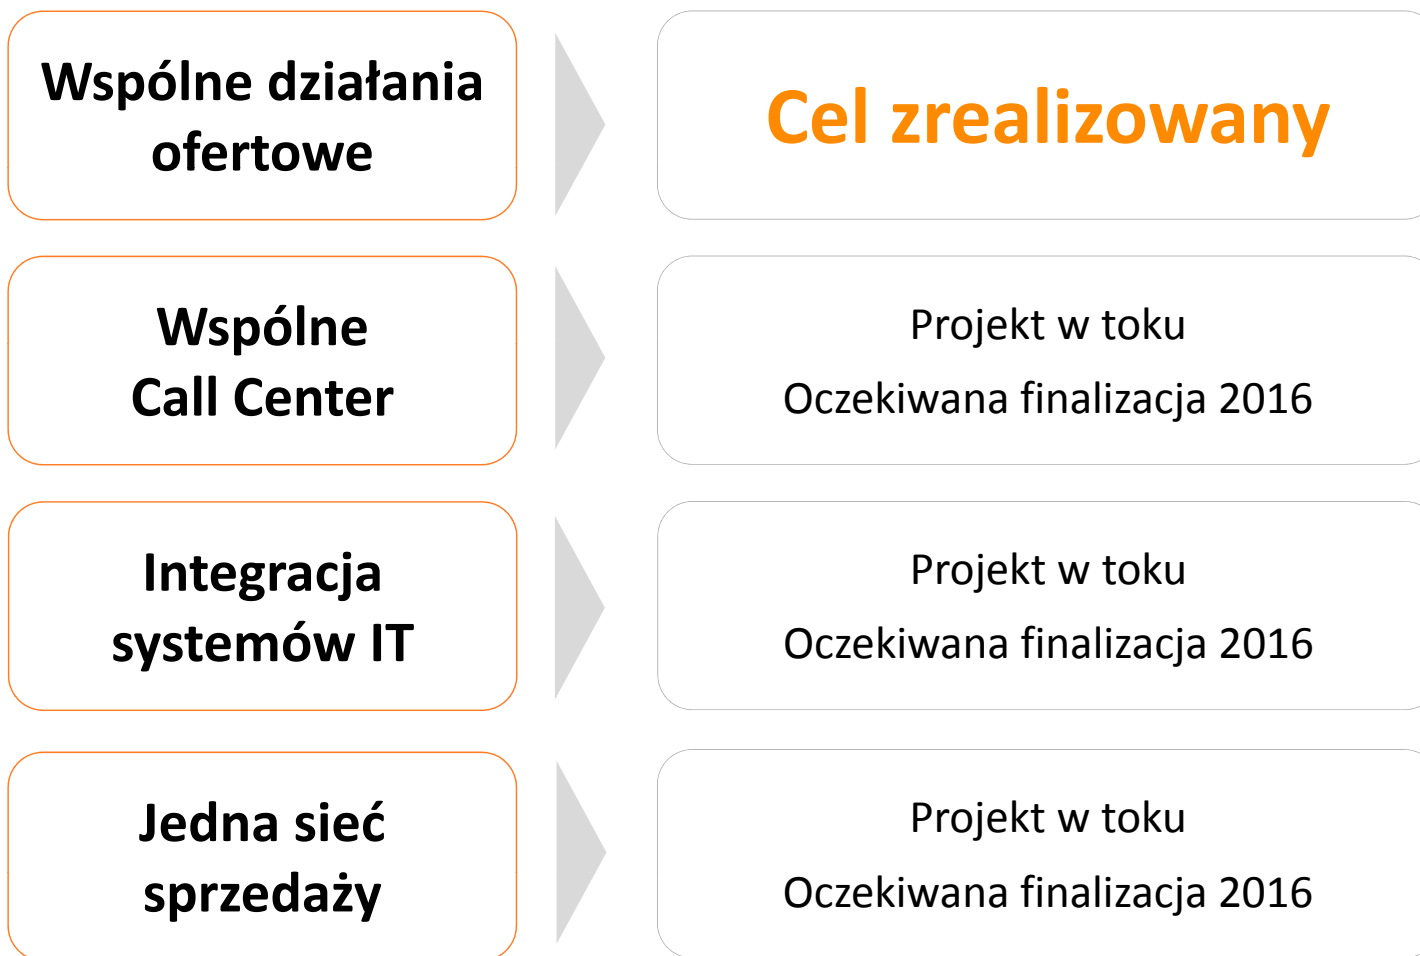 Wspólne działania
ofertowe
Cel zrealizowany
Wspólne
Call Center
Projekt w toku
Oczekiwana finalizacja 2016
Integracja
systemów IT
Projekt w toku
Oczekiwana finalizacja 2016
Jedna sieć
sprzedaży
Projekt w toku
Oczekiwana finalizacja 2016